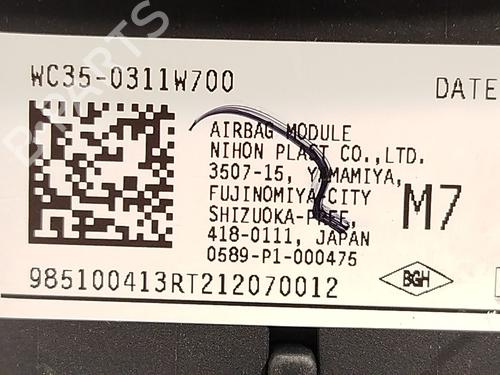 WC35-0311W700
DATE
AIRBAG MODULE
NIHON PLAST CO.,LTD.
3507-15, YAMAMIYA,
FUJINOMIYA-CITY
SHIZUOKA-PREF,
418-0111, JAPAN
0589-P1-000475
M7
985100413RT212070012
BGH
B-PARTS